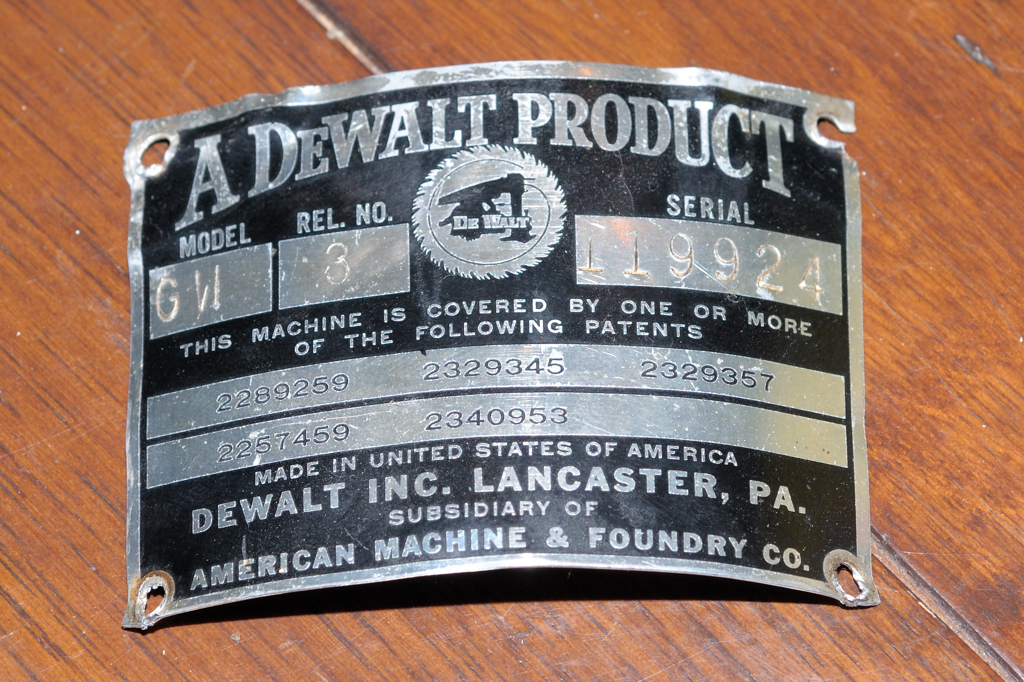 A DEWALT PRODUCT
DE WALT
MODEL REL. NO. SERIAL
GW 3 119924
THIS MACHINE IS COVERED BY ONE OR MORE
OF THE FOLLOWING PATENTS
2289259 2329345 2329357
2257459 2340953
MADE IN UNITED STATES OF AMERICA
DEWALT INC. LANCASTER, PA.
SUBSIDIARY OF
AMERICAN MACHINE & FOUNDRY CO.